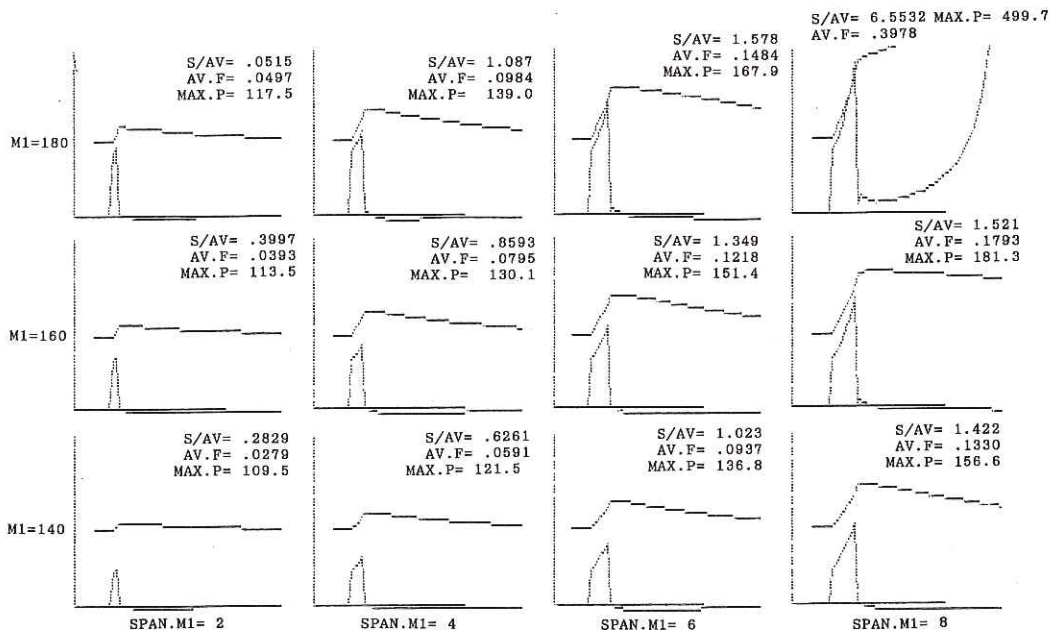 S/AV= .0515
AV.F= .0497
MAX.P= 117.5
S/AV= 1.087
AV.F= .0984
MAX.P= 139.0
S/AV= 1.578
AV.F= .1484
MAX.P= 167.9
S/AV= 6.5532 MAX.P= 499.7
AV.F= .3978
M1=180
S/AV= .3997
AV.F= .0393
MAX.P= 113.5
S/AV= .8593
AV.F= .0795
MAX.P= 130.1
S/AV= 1.349
AV.F= .1218
MAX.P= 151.4
S/AV= 1.521
AV.F= .1793
MAX.P= 181.3
M1=160
S/AV= .2829
AV.F= .0279
MAX.P= 109.5
S/AV= .6261
AV.F= .0591
MAX.P= 121.5
S/AV= 1.023
AV.F= .0937
MAX.P= 136.8
S/AV= 1.422
AV.F= .1330
MAX.P= 156.6
M1=140
SPAN.M1= 2
SPAN.M1= 4
SPAN.M1= 6
SPAN.M1= 8